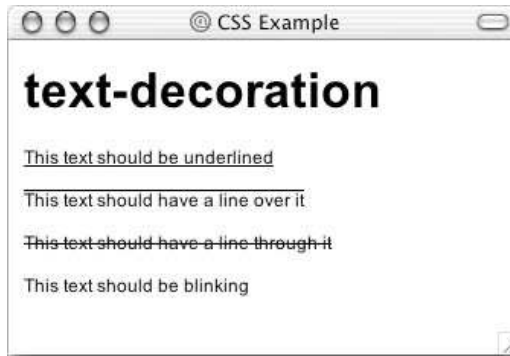 CSS Example
text-decoration
This text should be underlined
This text should have a line over it
This text should have a line through it
This text should be blinking